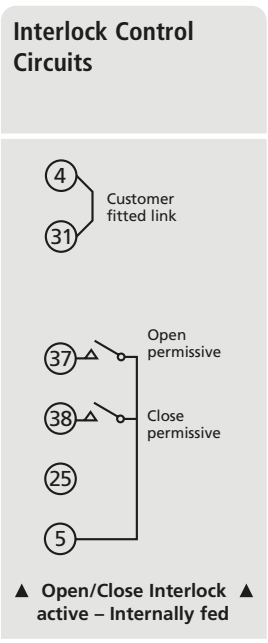 Interlock Control
Circuits
4
Customer
fitted link
31
Open
permissive
37
38
Close
permissive
25
5
▲ Open/Close Interlock ▲
active – Internally fed